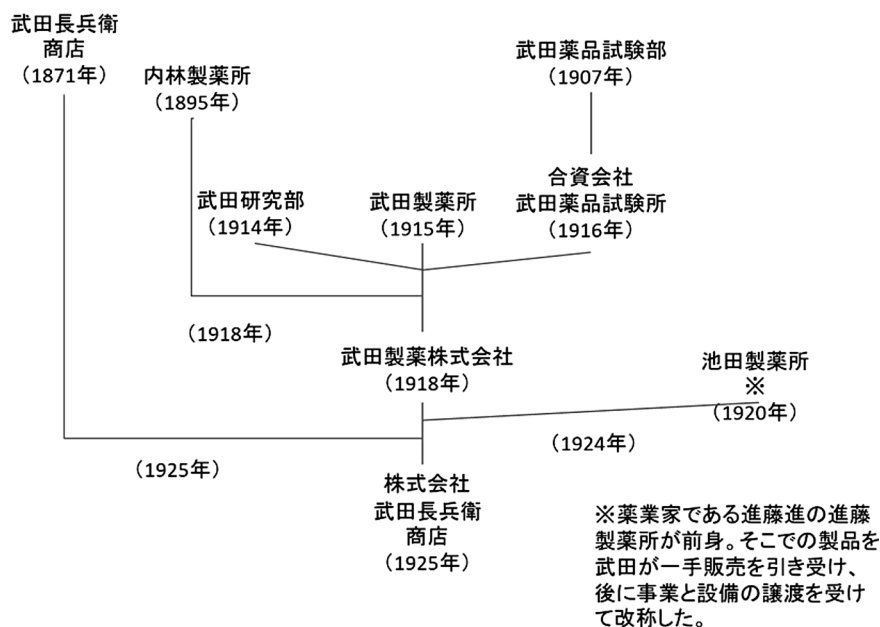 武田長兵衛
商店
（1871年）
内林製薬所
（1895年）
武田薬品試験部
（1907年）
武田研究部
（1914年）
武田製薬所
（1915年）
合資会社
武田薬品試験所
（1916年）
（1918年）
武田製薬株式会社
（1918年）
池田製薬所
※
（1920年）
（1924年）
（1925年）
株式会社
武田長兵衛
商店
（1925年）
※薬業家である進藤進の進藤
製薬所が前身。そこでの製品を
武田が一手販売を引き受け、
後に事業と設備の譲渡を受け
て改称した。